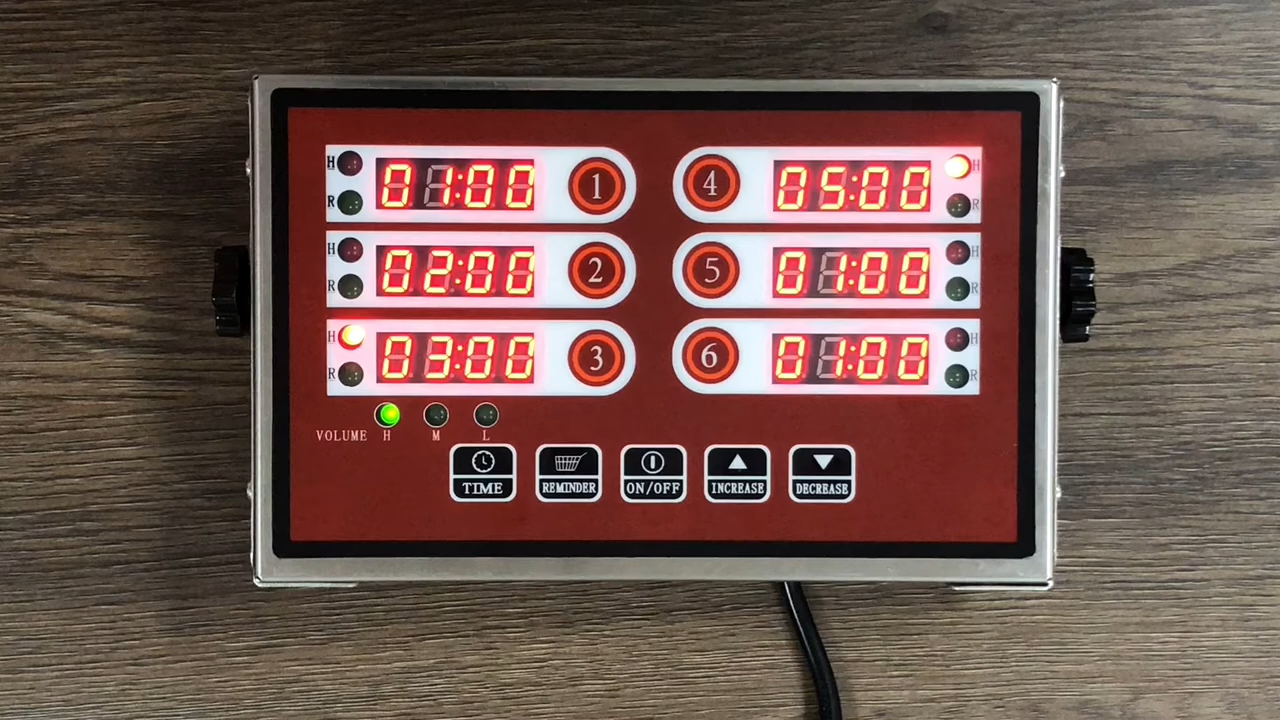 H 01:00 1
R
H 02:00 2
R
H 03:00 3
R
4 05:00 H
R
5 01:00 H
R
6 01:00 H
R
VOLUME H M L
TIME REMINDER ON/OFF INCREASE DECREASE